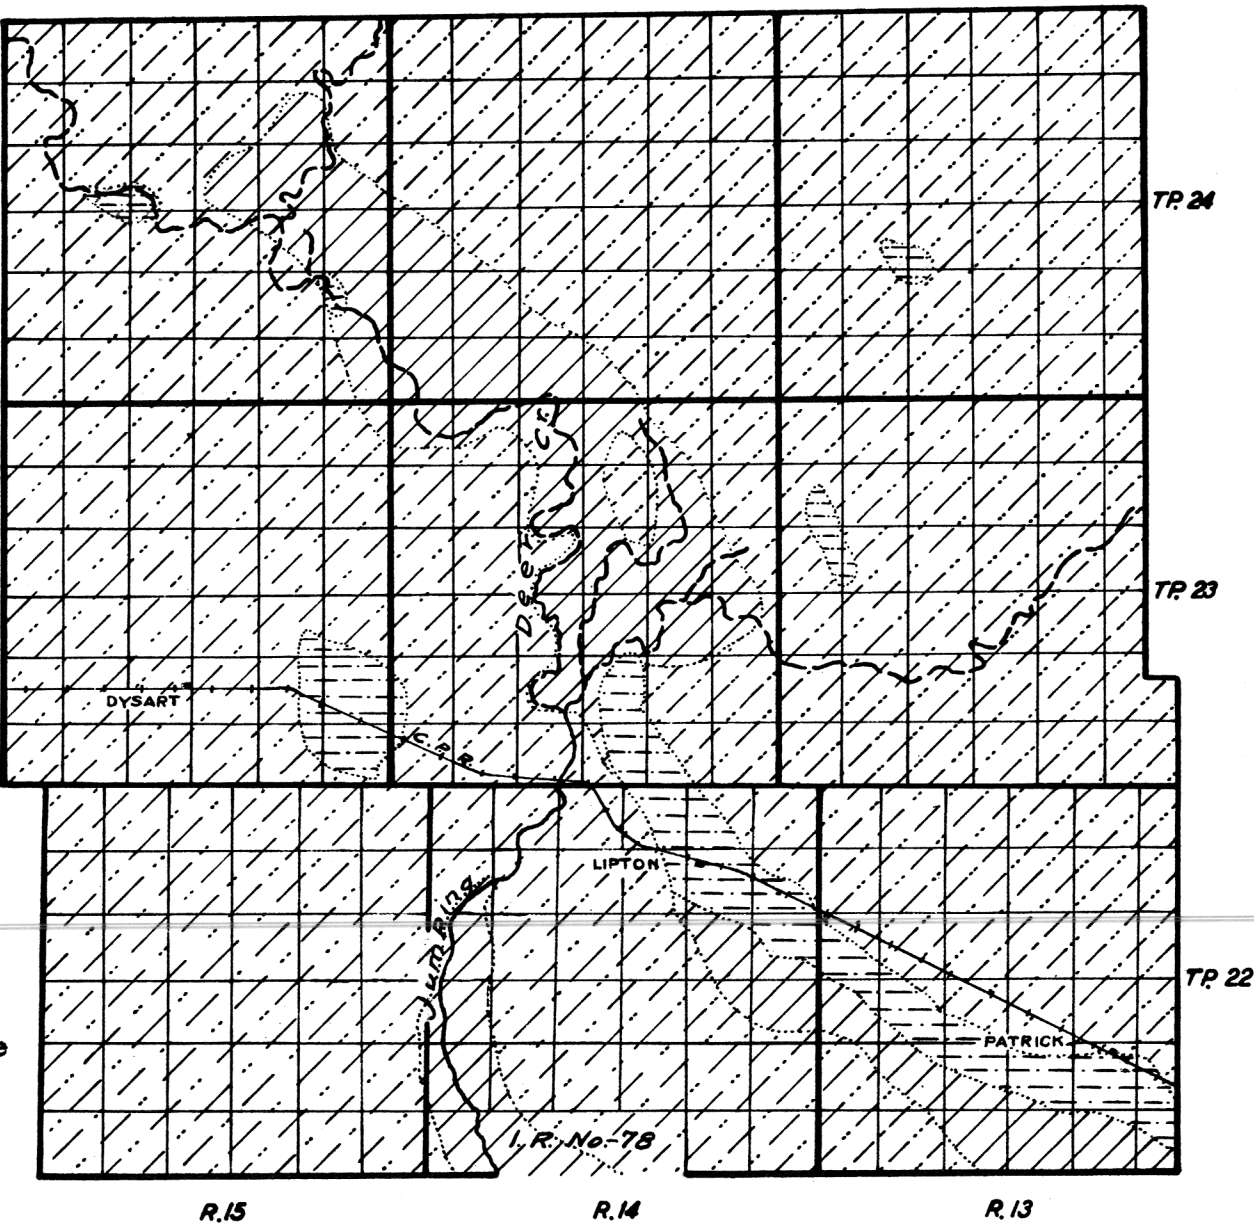 TP. 24
Deer Cr.
TP. 23
DYSART
C P R R.
LIPTON
Jumping
TP. 22
PATRICK
I. R. No-78
R.15 R.14 R.13